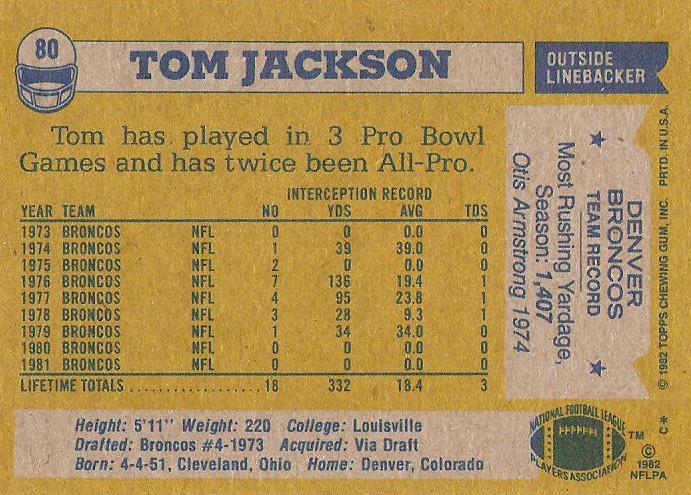 80
TOM JACKSON
OUTSIDE
LINEBACKER
Tom has played in 3 Pro Bowl
Games and has twice been All-Pro.
INTERCEPTION RECORD
YEAR TEAM NO YDS AVG TDS
1973 BRONCOS NFL 0 0 0.0 0
1974 BRONCOS NFL 1 39 39.0 0
1975 BRONCOS NFL 2 0 0.0 0
1976 BRONCOS NFL 7 136 19.4 1
1977 BRONCOS NFL 4 95 23.8 1
1978 BRONCOS NFL 3 28 9.3 1
1979 BRONCOS NFL 1 34 34.0 0
1980 BRONCOS NFL 0 0 0.0 0
1981 BRONCOS NFL 0 0 0.0 0
LIFETIME TOTALS ................ 18 332 18.4 3
Height: 5'11" Weight: 220 College: Louisville
Drafted: Broncos #4-1973 Acquired: Via Draft
Born: 4-4-51, Cleveland, Ohio Home: Denver, Colorado
DENVER
BRONCOS
TEAM RECORD
★ ★
Most Rushing Yardage,
Season: 1,407
Otis Armstrong 1974
© 1982 TOPPS CHEWING GUM, INC. PRTD. IN U.S.A.
C*
NATIONAL FOOTBALL LEAGUE
PLAYERS ASSOCIATION
TM
©
1982
NFLPA